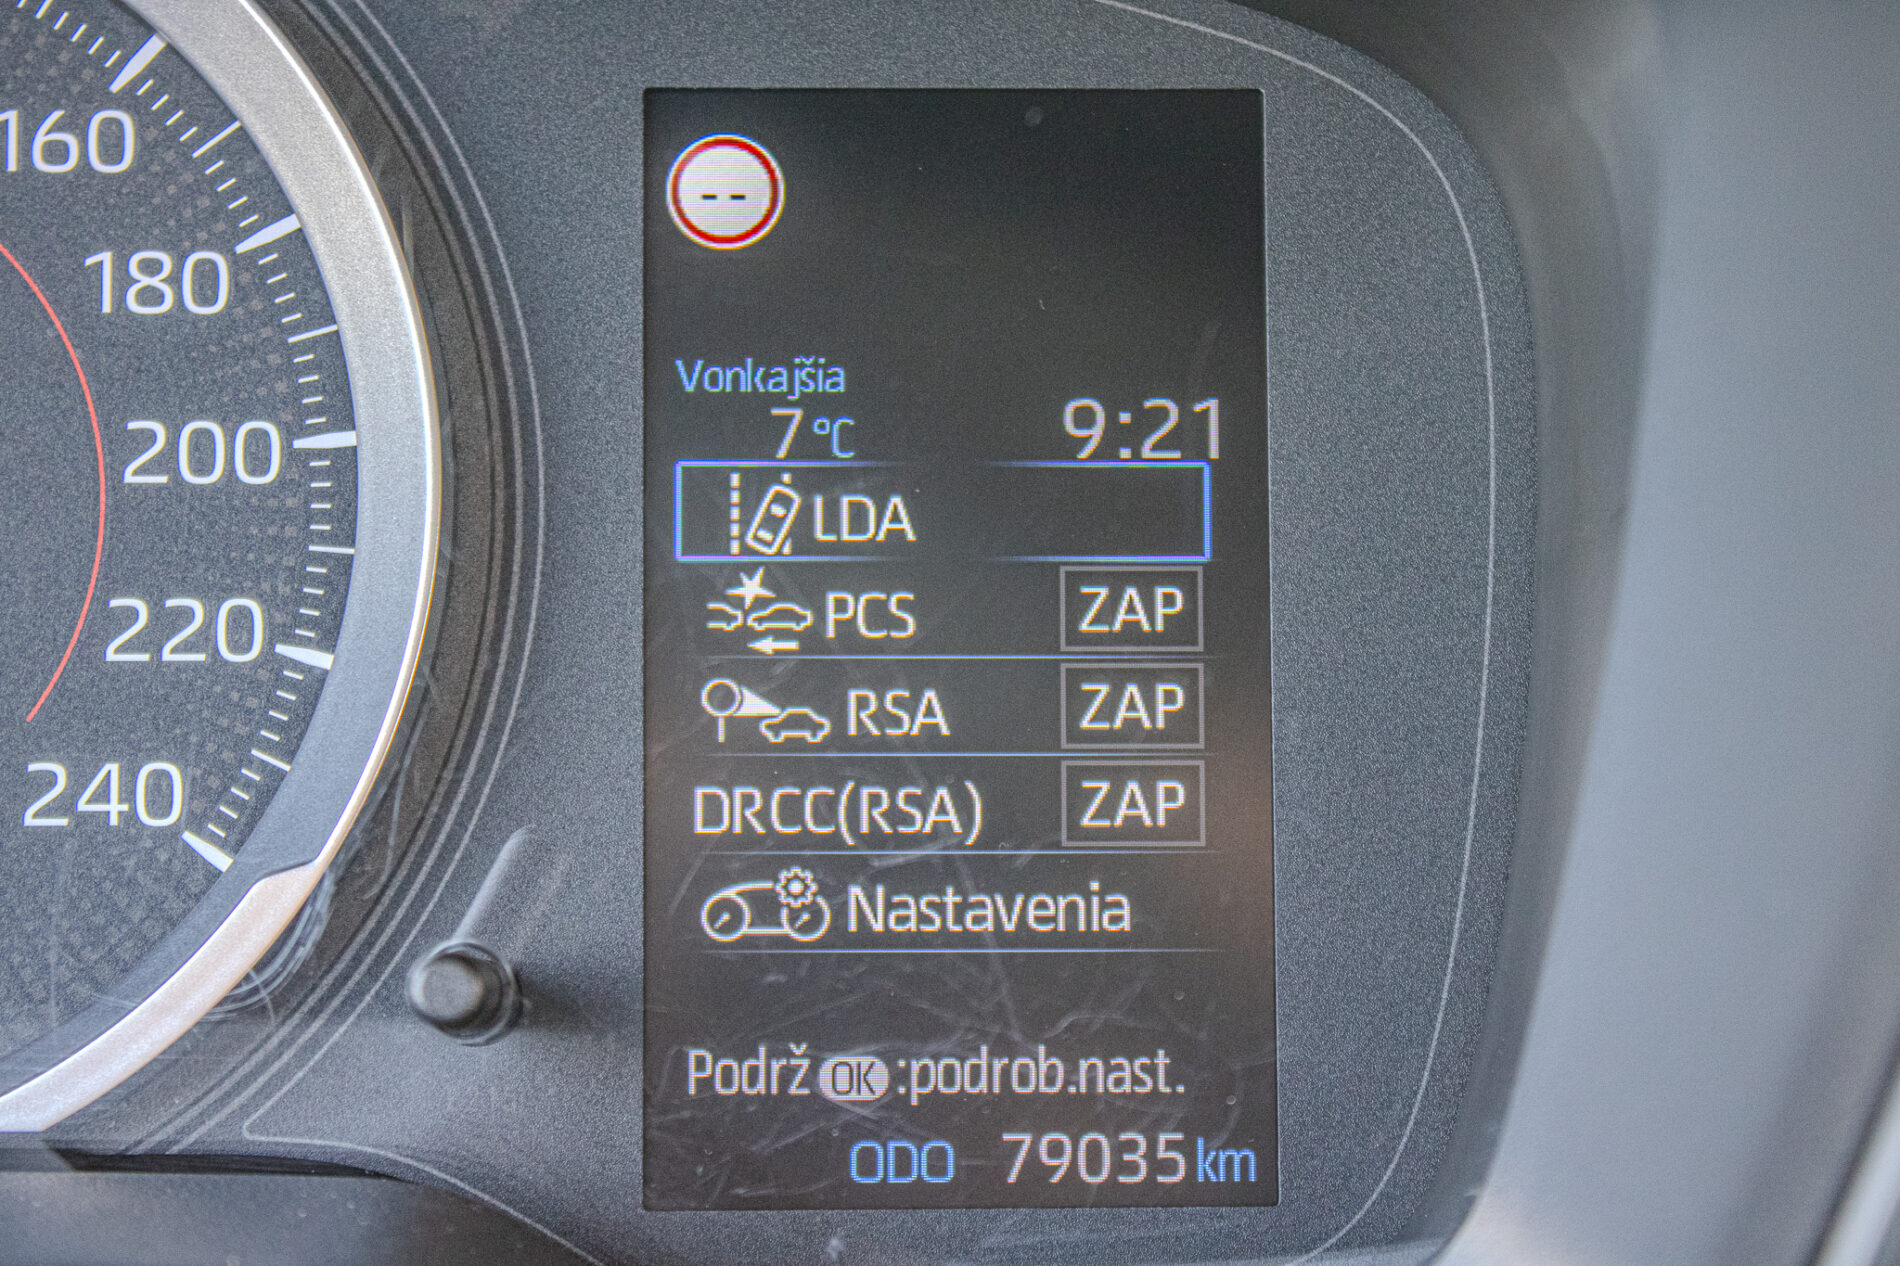 160
180
200
220
240
--
Vonkajšia
7 °C 9:21
LDA
PCS ZAP
RSA ZAP
DRCC(RSA) ZAP
Nastavenia
Podrž OK :podrob.nast.
ODO 79035 km